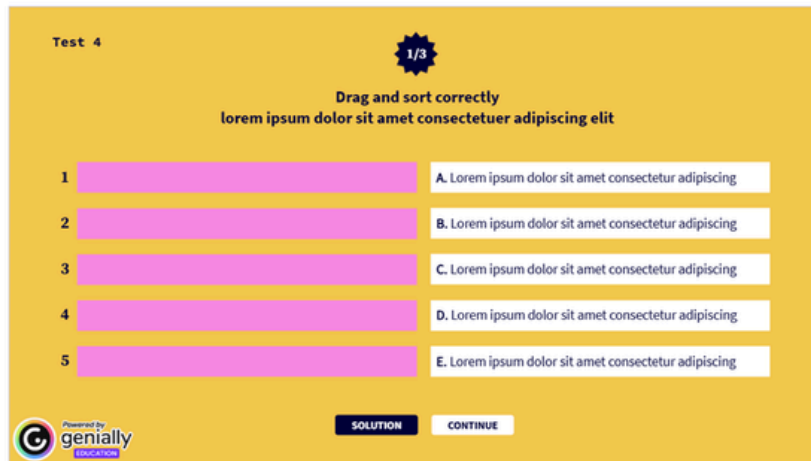 Test 4
1/3
Drag and sort correctly
lorem ipsum dolor sit amet consectetuer adipiscing elit
1
A. Lorem ipsum dolor sit amet consectetur adipiscing
2
B. Lorem ipsum dolor sit amet consectetur adipiscing
3
C. Lorem ipsum dolor sit amet consectetur adipiscing
4
D. Lorem ipsum dolor sit amet consectetur adipiscing
5
E. Lorem ipsum dolor sit amet consectetur adipiscing
SOLUTION
CONTINUE
Powered by
genially
EDUCATION